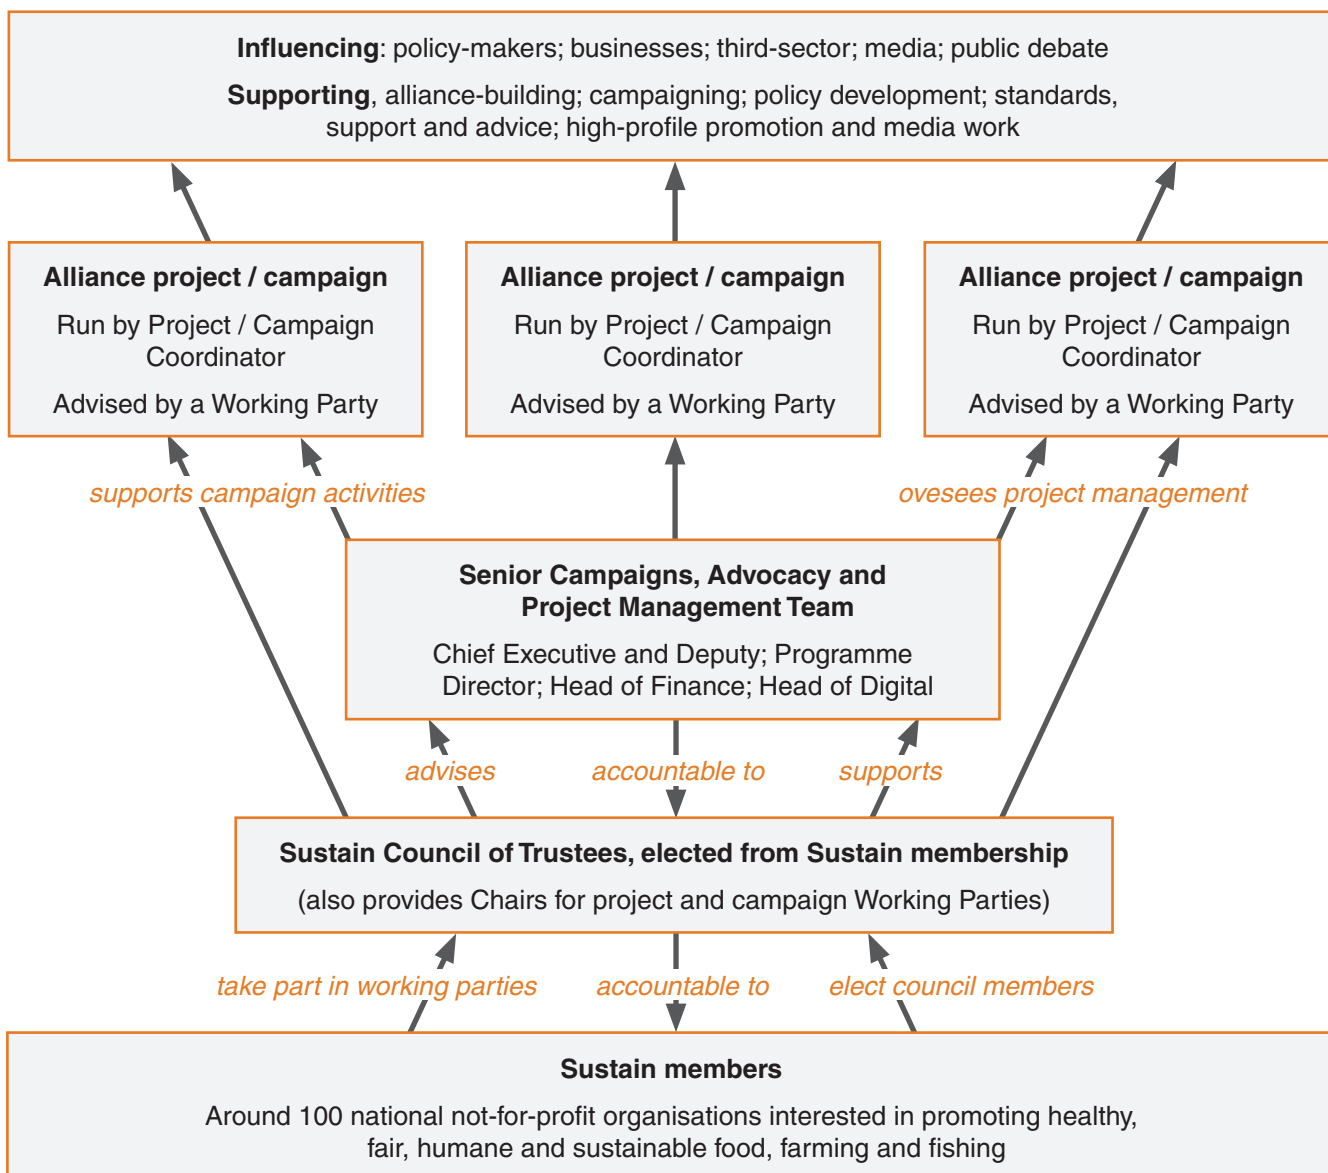 Influencing: policy-makers; businesses; third-sector; media; public debate
Supporting, alliance-building; campaigning; policy development; standards,
support and advice; high-profile promotion and media work
Alliance project / campaign
Run by Project / Campaign
Coordinator
Advised by a Working Party
Alliance project / campaign
Run by Project / Campaign
Coordinator
Advised by a Working Party
Alliance project / campaign
Run by Project / Campaign
Coordinator
Advised by a Working Party
supports campaign activities
ovesees project management
Senior Campaigns, Advocacy and
Project Management Team
Chief Executive and Deputy; Programme
Director; Head of Finance; Head of Digital
advises
accountable to
supports
Sustain Council of Trustees, elected from Sustain membership
(also provides Chairs for project and campaign Working Parties)
take part in working parties
accountable to
elect council members
Sustain members
Around 100 national not-for-profit organisations interested in promoting healthy,
fair, humane and sustainable food, farming and fishing